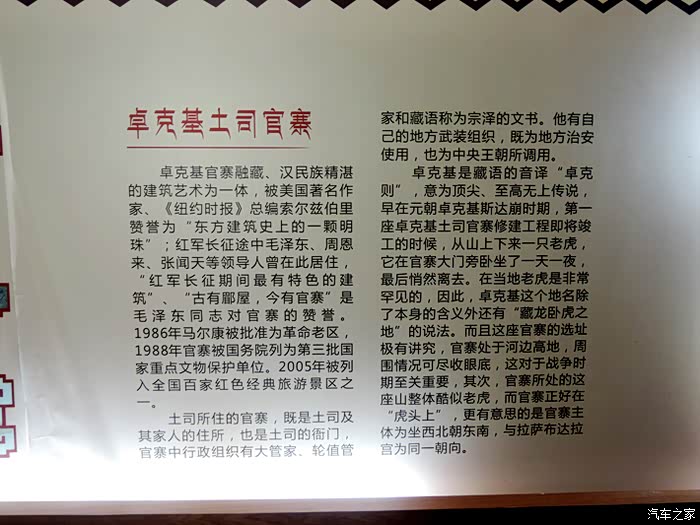 卓克基土司官寨
卓克基官寨融藏、汉民族精湛
的建筑艺术为一体，被美国著名作
家、《纽约时报》总编索尔兹伯里
赞誉为“东方建筑史上的一颗明
珠”；红军长征途中毛泽东、周恩
来、张闻天等领导人曾在此居住，
“红军长征期间最有特色的建
筑”、“古有郿屋，今有官寨”是
毛泽东同志对官寨的赞誉。
1986年马尔康被批准为革命老区，
1988年官寨被国务院列为第三批国
家重点文物保护单位。2005年被列
入全国百家红色经典旅游景区之
一。
土司所住的官寨，既是土司及
其家人的住所，也是土司的衙门，
官寨中行政组织有大管家、轮值管
家和藏语称为宗泽的文书。他有自
己的地方武装组织，既为地方治安
使用，也为中央王朝所调用。
卓克基是藏语的音译“卓克
则”，意为顶尖、至高无上传说，
早在元朝卓克基斯达崩时期，第一
座卓克基土司官寨修建工程即将竣
工的时候，从山上下来一只老虎，
它在官寨大门旁卧坐了一天一夜，
最后悄然离去。在当地老虎是非常
罕见的，因此，卓克基这个地名除
了本身的含义外还有“藏龙卧虎之
地”的说法。而且这座官寨的选址
极有讲究，官寨处于河边高地，周
围情况可尽收眼底，这对于战争时
期至关重要，其次，官寨所处的这
座山整体酷似老虎，而官寨正好在
“虎头上”，更有意思的是官寨主
体为坐西北朝东南，与拉萨布达拉
宫为同一朝向。
汽车之家